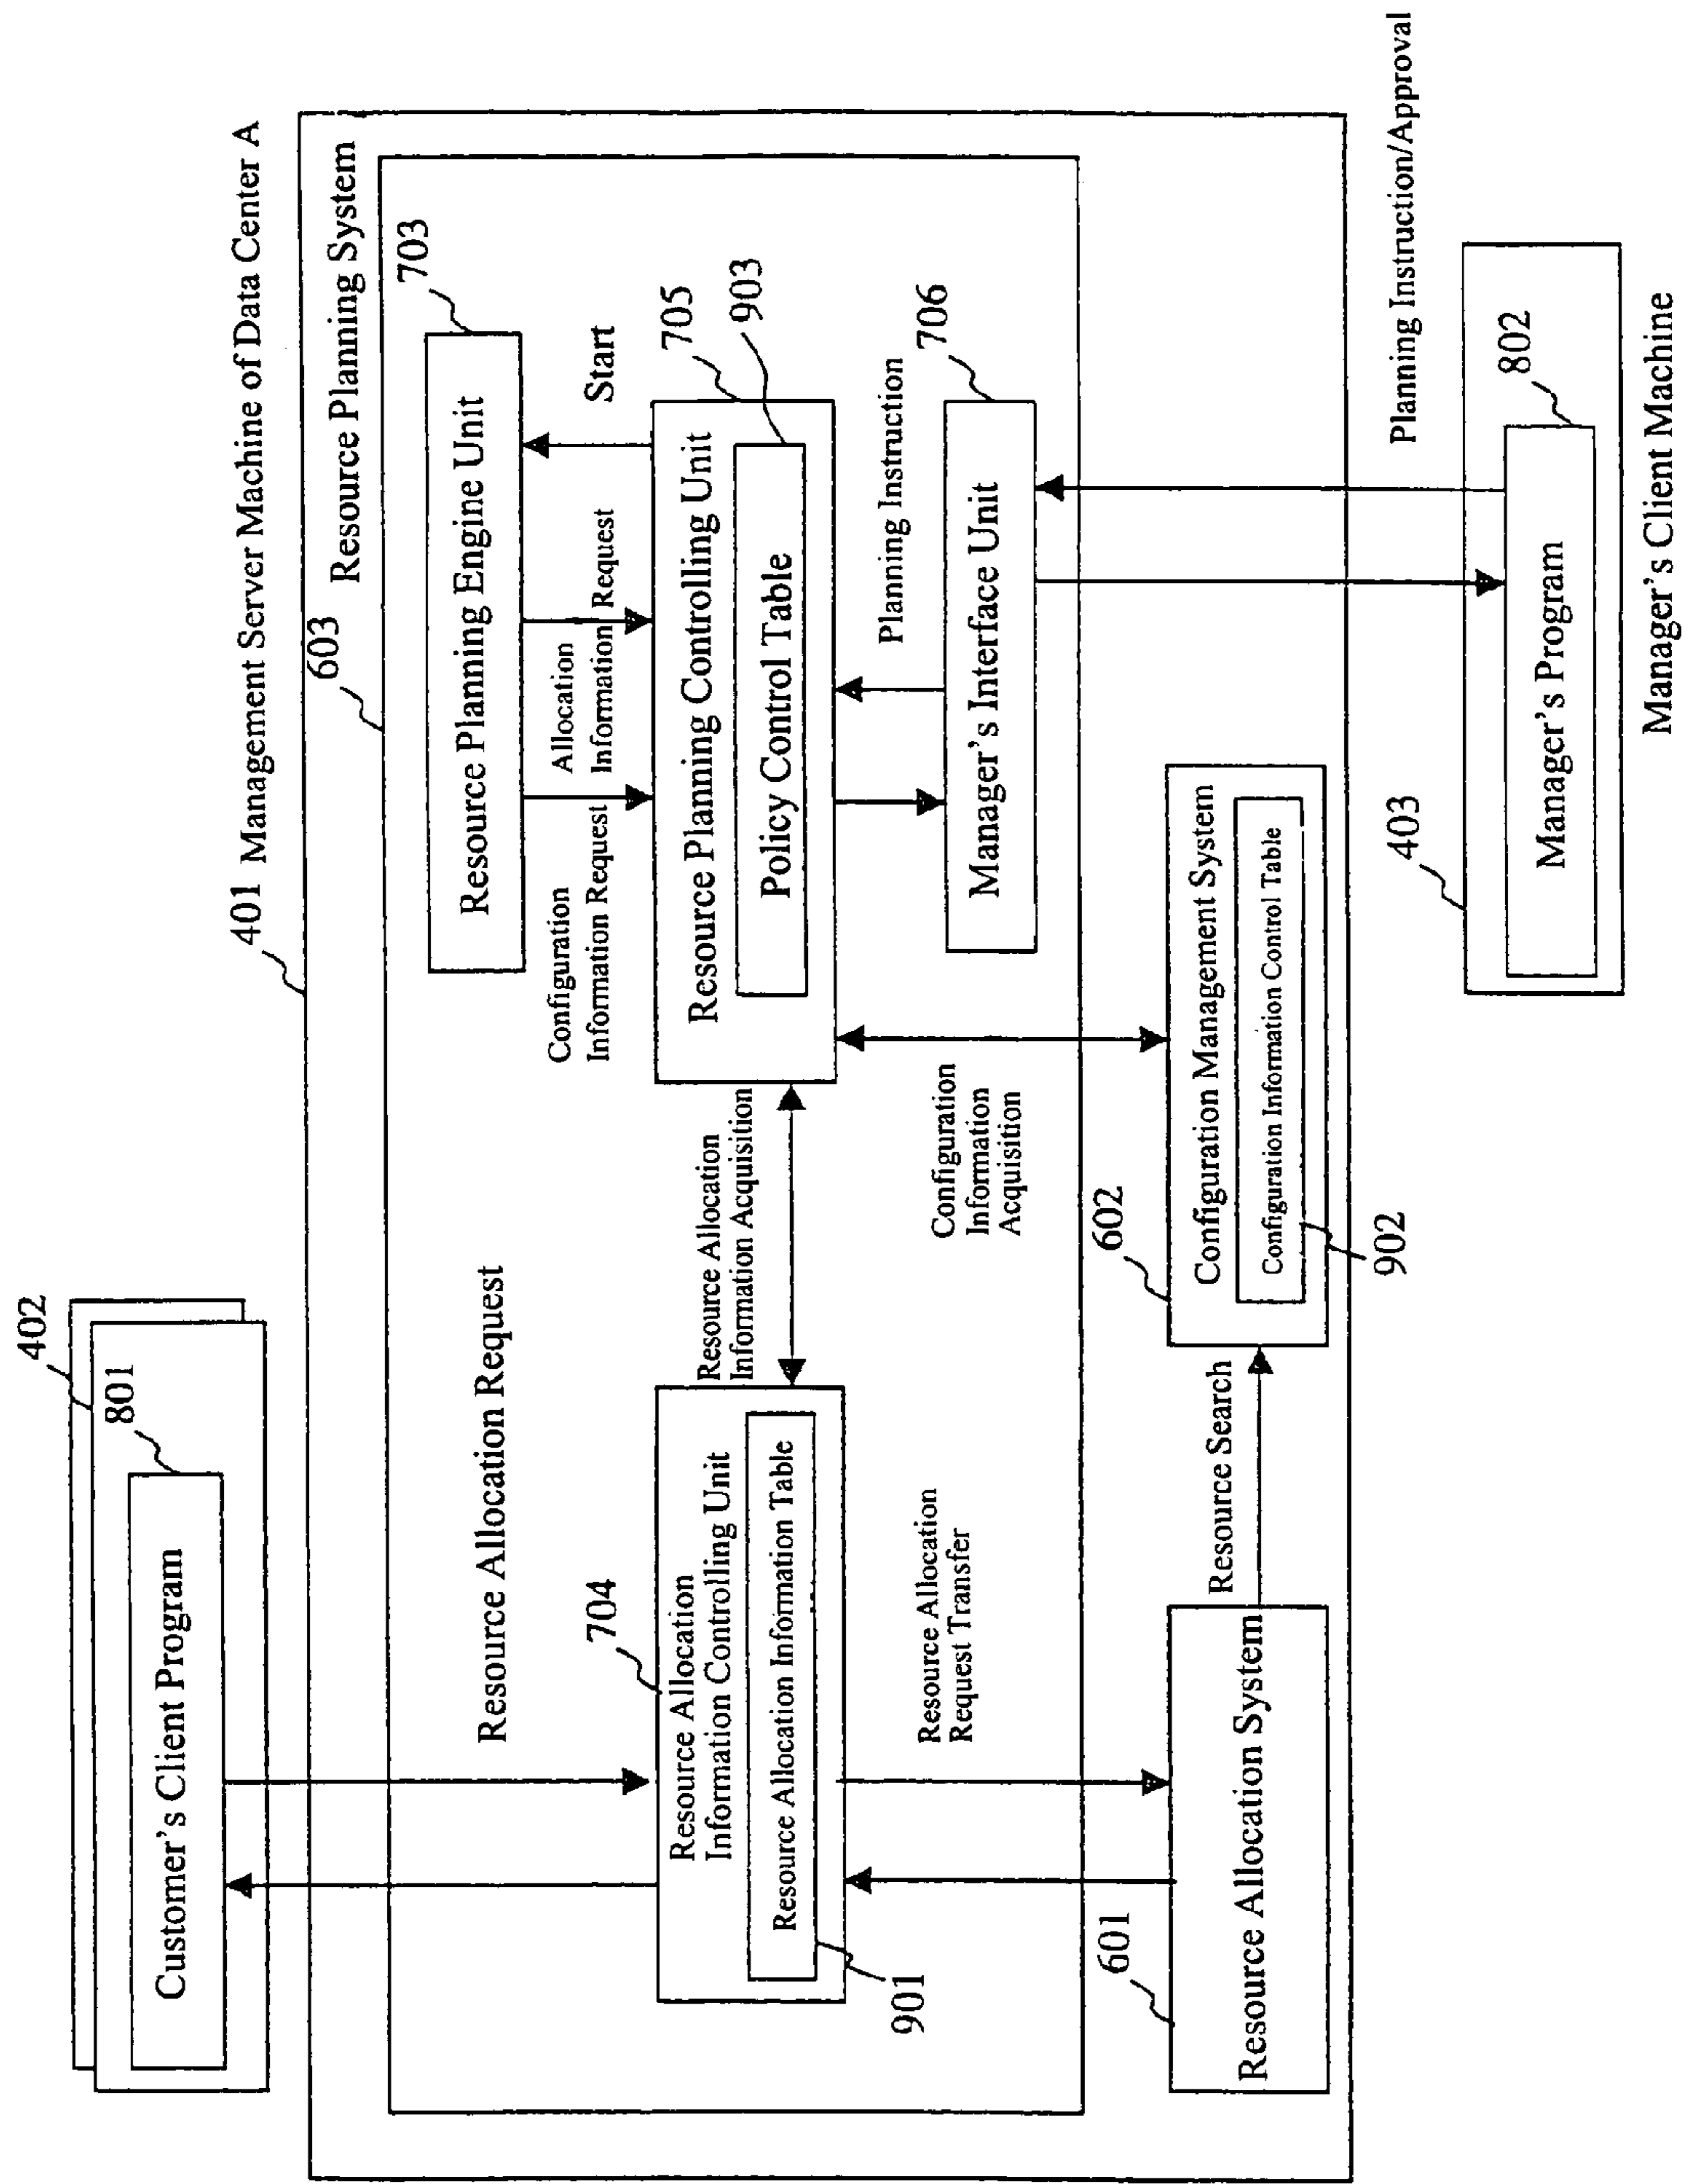 402
801
Customer's Client Program
401 Management Server Machine of Data Center A
603
Resource Planning System
Resource Allocation Request
703
Resource Planning Engine Unit
Configuration
Information Request
Allocation
Information Request
Start
704
Resource Allocation
Information Controlling Unit
Resource Allocation Information Table
901
Resource Allocation
Information Acquisition
705
903
Resource Planning Controlling Unit
Policy Control Table
Planning Instruction
706
Manager's Interface Unit
Resource Allocation
Request Transfer
Configuration
Information
Acquisition
601
Resource Allocation System
Resource Search
602
Configuration Management System
Configuration Information Control Table
902
Planning Instruction/Approval
403
802
Manager's Program
Manager's Client Machine